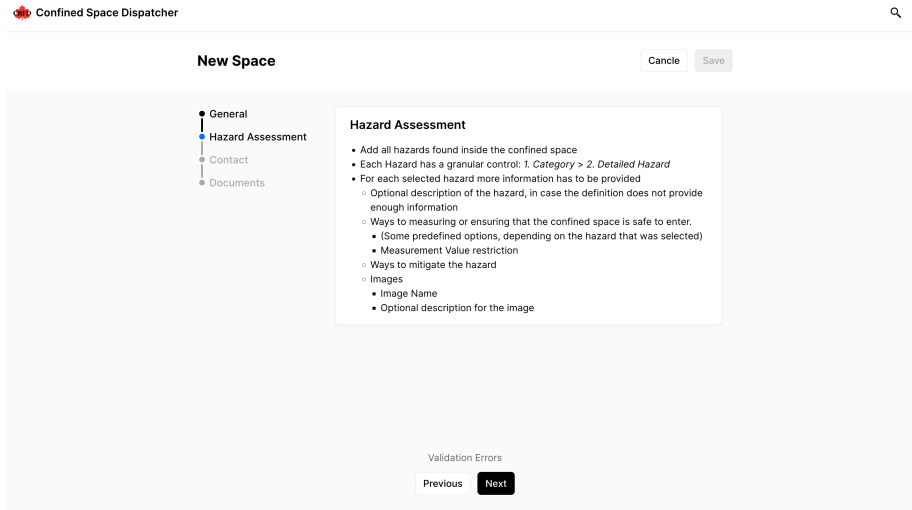 Confined Space Dispatcher
New Space
Cancle
Save
General
Hazard Assessment
Contact
Documents
Hazard Assessment
• Add all hazards found inside the confined space
• Each Hazard has a granular control: 1. Category > 2. Detailed Hazard
• For each selected hazard more information has to be provided
○ Optional description of the hazard, in case the definition does not provide
enough information
○ Ways to measuring or ensuring that the confined space is safe to enter.
▪ (Some predefined options, depending on the hazard that was selected)
▪ Measurement Value restriction
○ Ways to mitigate the hazard
○ Images
▪ Image Name
▪ Optional description for the image
Validation Errors
Previous
Next